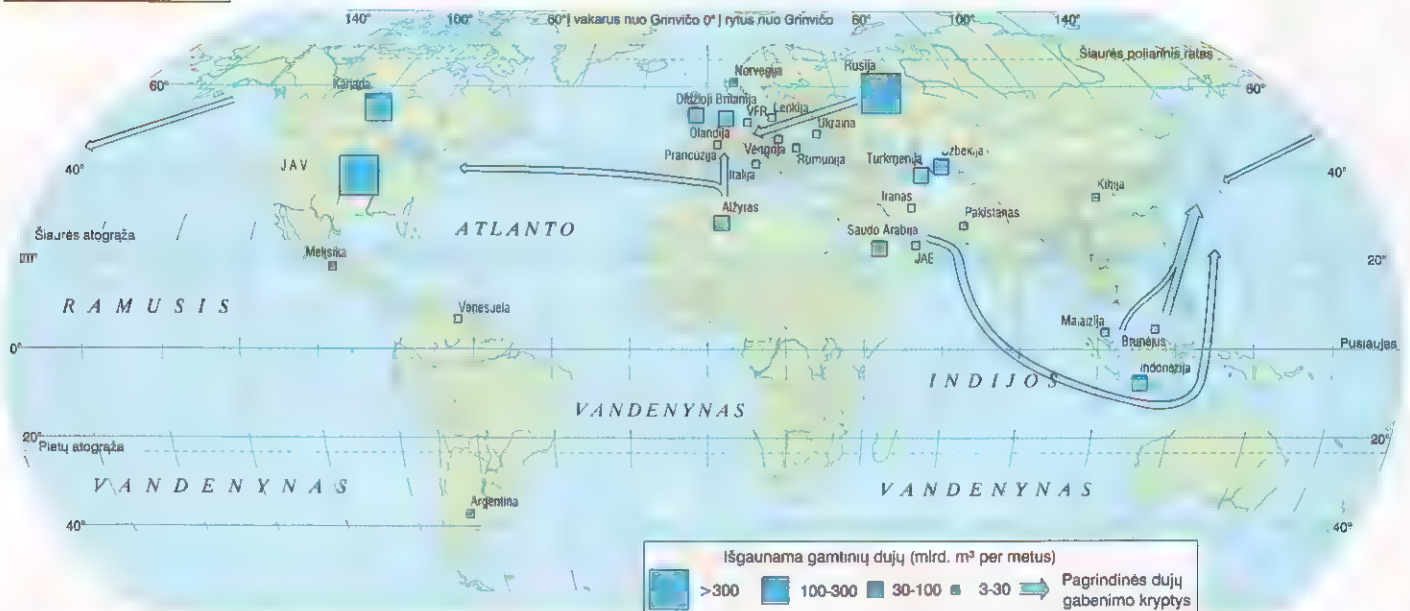 140° 100° 60° vakarus nuo Grinvičo 0° rytus nuo Grinvičo 60° 100° 140°
Šiaurės poliarinis ratas
60° 60°
Kanada
Norvegija
Rusija
Didžioji Britanija
VFR
Lenkija
Olandija
Ukraina
Prancūzija
Vengrija
Rumunija
Italija
Turkmėnija
Uzbekija
40° 40°
JAV
Kinija
Iranas
Pakistanas
Alžyras
Saudo Arabija
JAE
ATLANTO
Šiaurės atogrąža
Meksika
20°
RAMUSIS
Venesuela
Malaizija
Brunėjus
0° Pusiaujas
Indonezija
INDIJOS
VANDENYNAS
20° 20°
Pietų atogrąža
VANDENYNAS VANDENYNAS
Argentina
40° 40°
Išgaunama gamtinių dujų (mlrd. m³ per metus)
>300 100-300 30-100 3-30 Pagrindinės dujų
gabenimo kryptys